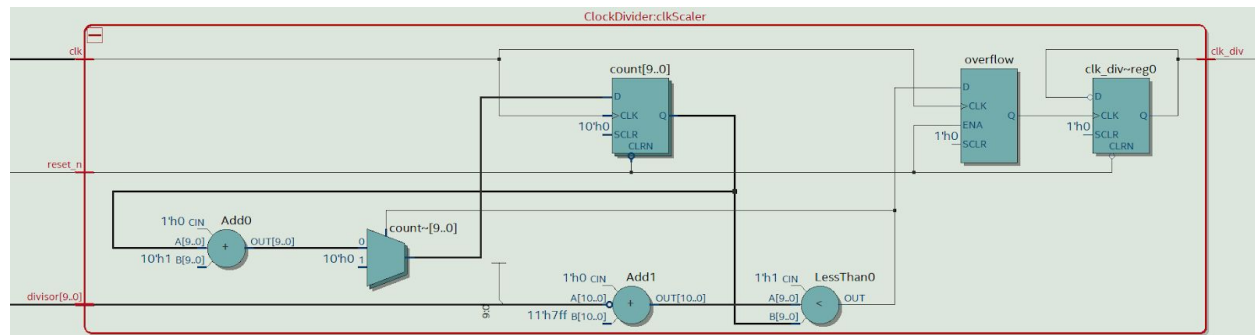 ClockDivider:clkScaler
clk
clk_div
overflow
count[9..0]
clk_div~reg0
D
Q
>CLK
10'h0
SCLR
CLRN
D
>CLK
Q
ENA
1'h0
SCLR
D
>CLK
Q
1'h0
SCLR
CLRN
reset_n
Add0
1'h0 CIN
A[9..0]
OUT[9..0]
10'h1 B[9..0]
+
count~[9..0]
0
10'h0 1
Add1
1'h0 CIN
A[10..0]
OUT[10..0]
11'h7ff B[10..0]
+
LessThan0
1'h1 CIN
A[9..0]
OUT
B[9..0]
<
divisor[9..0]
9:0